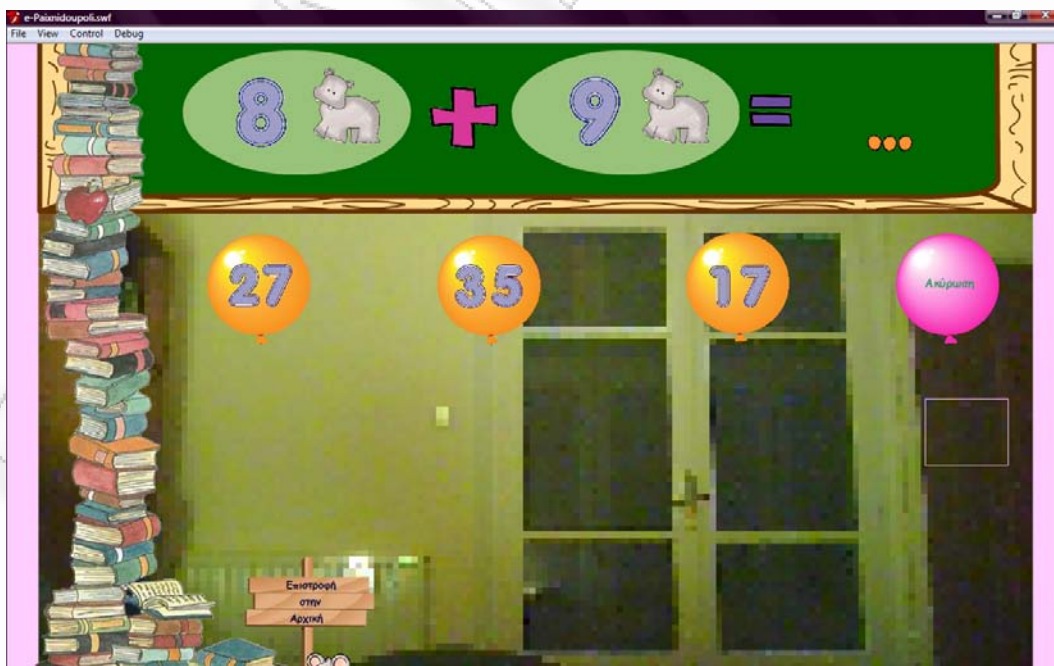 e-Paixnidoupoli.swf
File View Control Debug
8 + 9 = ...
27 35 17 Ακύρωση
Επιστροφή
στην
Αρχική